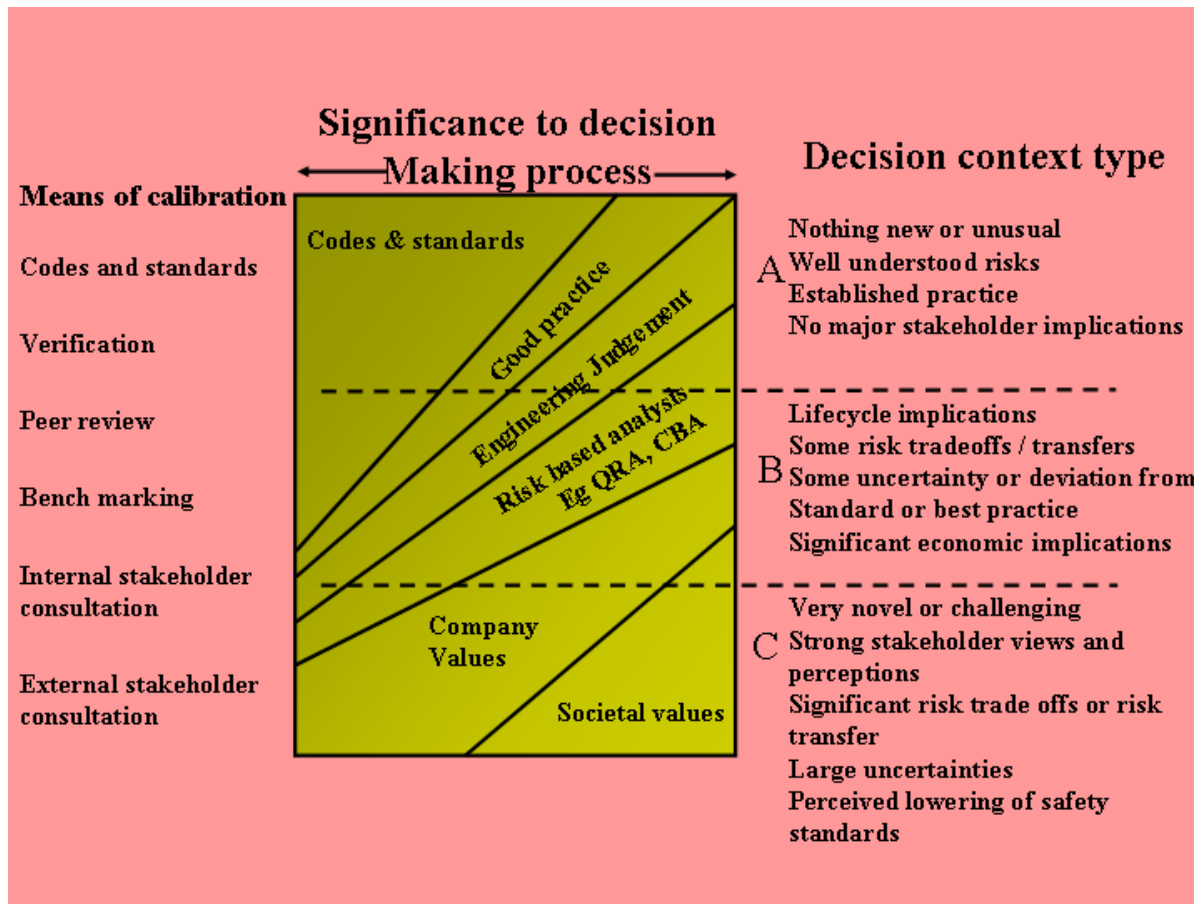 Significance to decision
Making process
Decision context type
Means of calibration
Codes and standards
Verification
Peer review
Bench marking
Internal stakeholder
consultation
External stakeholder
consultation
Codes & standards
Good practice
Engineering Judgement
Risk based analysis
Eg QRA, CBA
Company
Values
Societal values
A
Nothing new or unusual
Well understood risks
Established practice
No major stakeholder implications
B
Lifecycle implications
Some risk tradeoffs / transfers
Some uncertainty or deviation from
Standard or best practice
Significant economic implications
C
Very novel or challenging
Strong stakeholder views and
perceptions
Significant risk trade offs or risk
transfer
Large uncertainties
Perceived lowering of safety
standards